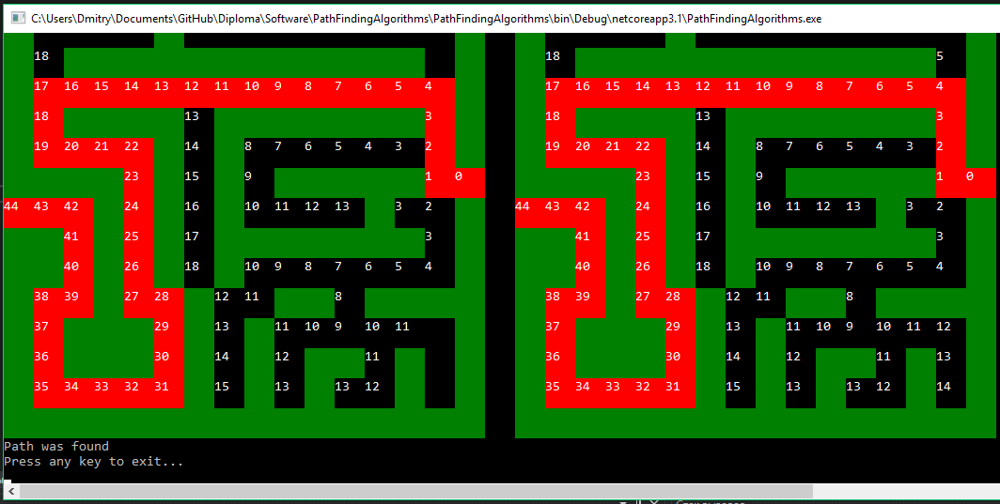 C:\Users\Dmitry\Documents\GitHub\Diploma\Software\PathFindingAlgorithms\PathFindingAlgorithms\bin\Debug\netcoreapp3.1\PathFindingAlgorithms.exe
18 18 5
17 16 15 14 13 12 11 10 9 8 7 6 5 4 17 16 15 14 13 12 11 10 9 8 7 6 5 4
18 13 3 18 13 3
19 20 21 22 14 8 7 6 5 4 3 2 19 20 21 22 14 8 7 6 5 4 3 2
23 15 9 1 0 23 15 9 1 0
44 43 42 24 16 10 11 12 13 3 2 44 43 42 24 16 10 11 12 13 3 2
41 25 17 3 41 25 17 3
40 26 18 10 9 8 7 6 5 4 40 26 18 10 9 8 7 6 5 4
38 39 27 28 12 11 8 38 39 27 28 12 11 8
37 29 13 11 10 9 10 11 37 29 13 11 10 9 10 11 12
36 30 14 12 11 36 30 14 12 11 13
35 34 33 32 31 15 13 13 12 35 34 33 32 31 15 13 13 12 14
Path was found
Press any key to exit...